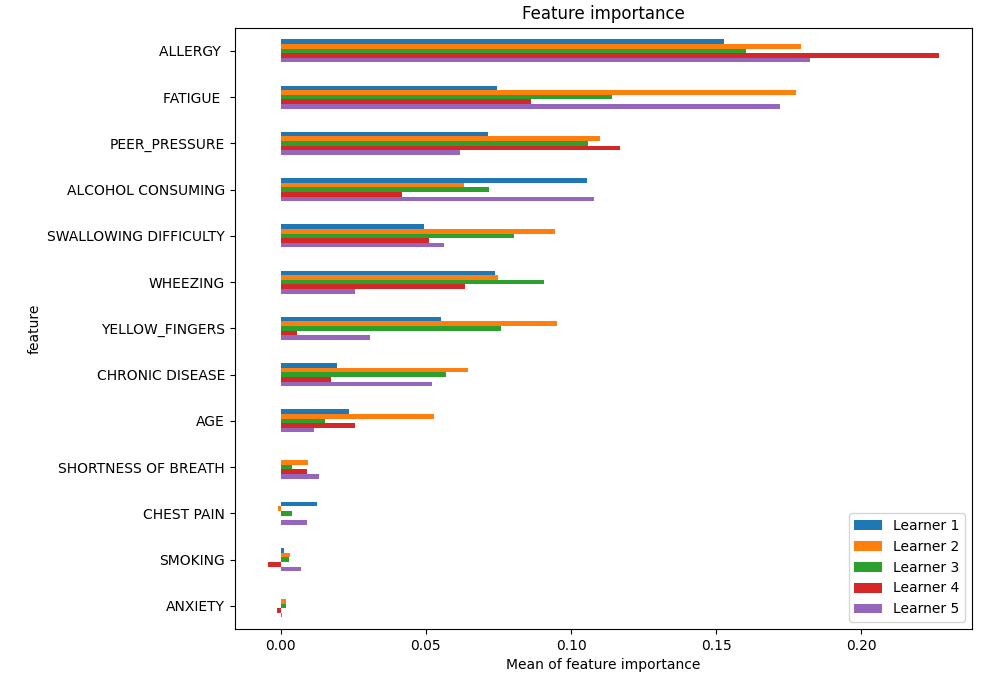 Feature importance
ALLERGY
FATIGUE
PEER_PRESSURE
ALCOHOL CONSUMING
SWALLOWING DIFFICULTY
WHEEZING
YELLOW_FINGERS
CHRONIC DISEASE
AGE
SHORTNESS OF BREATH
CHEST PAIN
SMOKING
ANXIETY
feature
Learner 1
Learner 2
Learner 3
Learner 4
Learner 5
0.00 0.05 0.10 0.15 0.20
Mean of feature importance